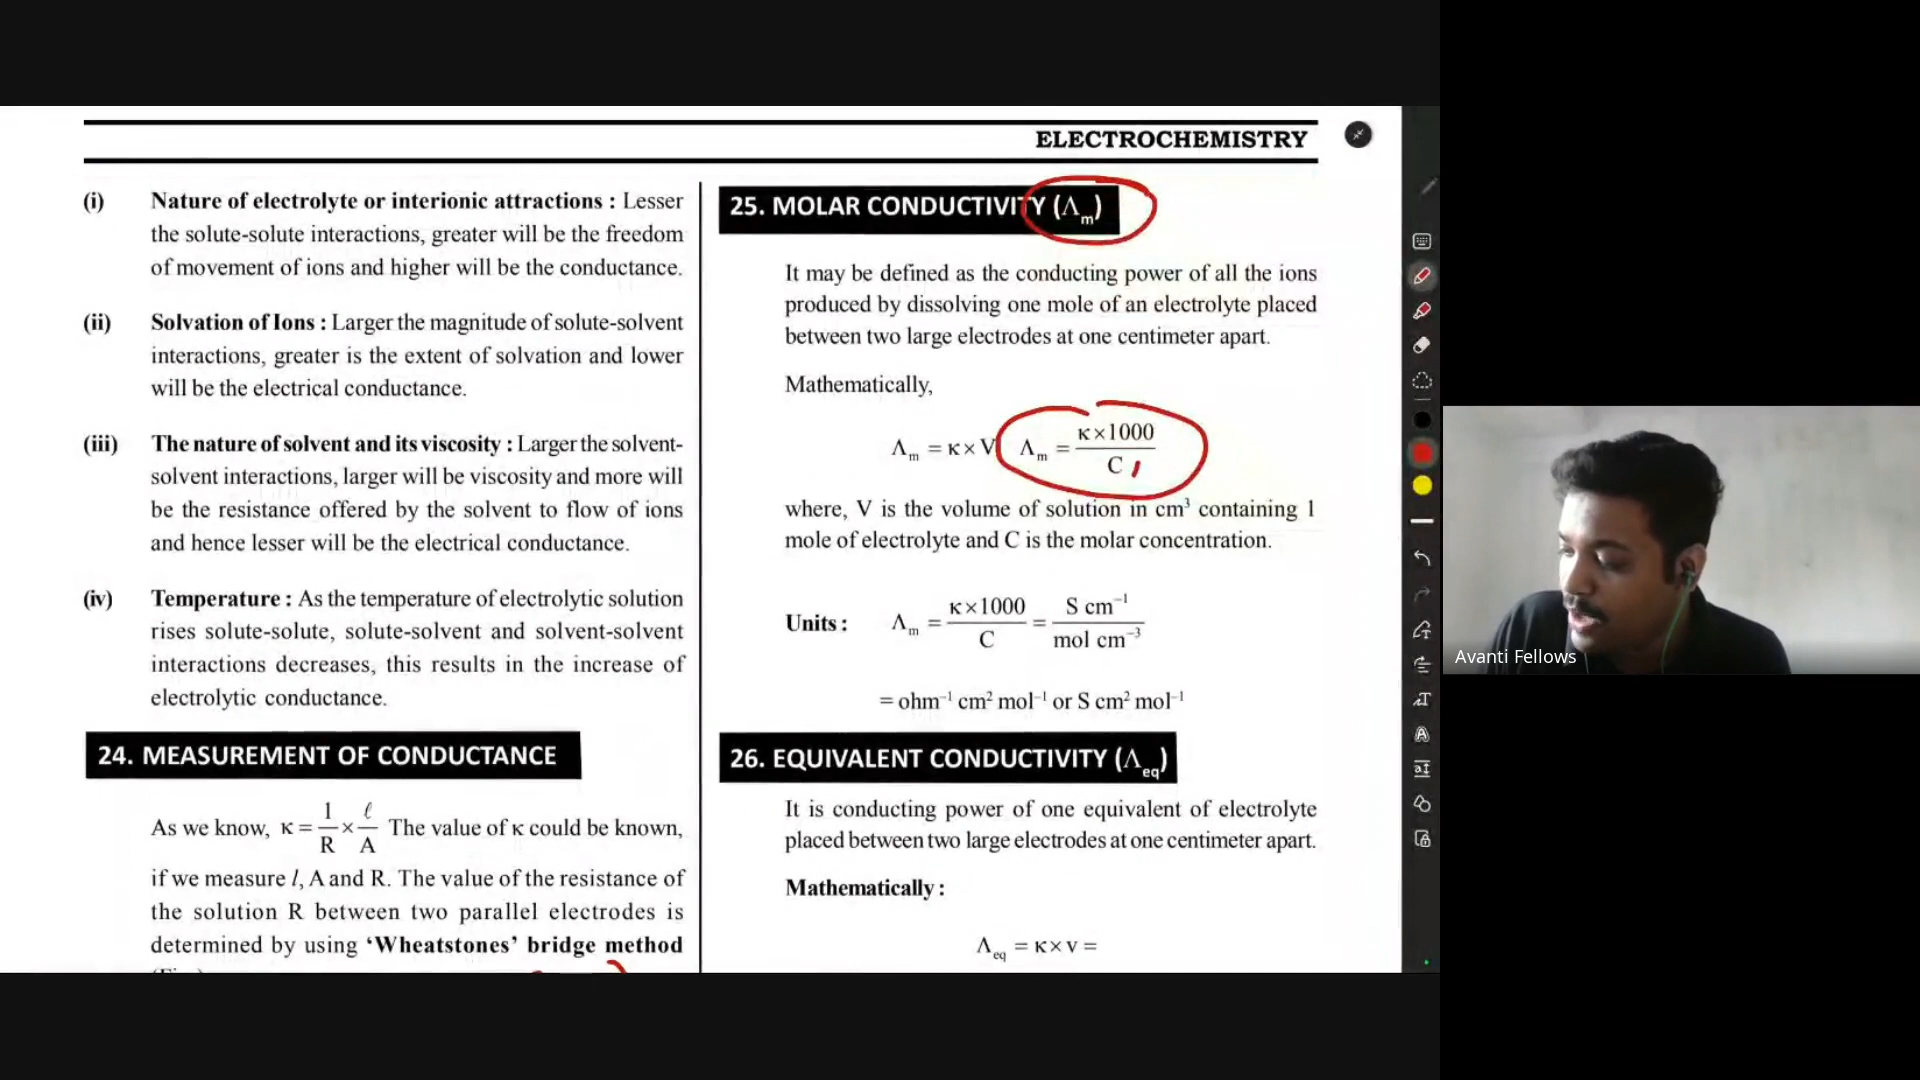 ELECTROCHEMISTRY
(i) Nature of electrolyte or interionic attractions : Lesser
the solute-solute interactions, greater will be the freedom
of movement of ions and higher will be the conductance.
(ii) Solvation of Ions : Larger the magnitude of solute-solvent
interactions, greater is the extent of solvation and lower
will be the electrical conductance.
(iii) The nature of solvent and its viscosity : Larger the solvent-
solvent interactions, larger will be viscosity and more will
be the resistance offered by the solvent to flow of ions
and hence lesser will be the electrical conductance.
(iv) Temperature : As the temperature of electrolytic solution
rises solute-solute, solute-solvent and solvent-solvent
interactions decreases, this results in the increase of
electrolytic conductance.
24. MEASUREMENT OF CONDUCTANCE
As we know, κ = 1/R × ℓ/A The value of κ could be known,
if we measure l, A and R. The value of the resistance of
the solution R between two parallel electrodes is
determined by using ‘Wheatstones’ bridge method
25. MOLAR CONDUCTIVITY (Λm)
It may be defined as the conducting power of all the ions
produced by dissolving one mole of an electrolyte placed
between two large electrodes at one centimeter apart.
Mathematically,
Λm = κ × V Λm = κ×1000/C
where, V is the volume of solution in cm³ containing 1
mole of electrolyte and C is the molar concentration.
Units : Λm = κ×1000/C = S cm⁻¹/mol cm⁻³
= ohm⁻¹ cm² mol⁻¹ or S cm² mol⁻¹
26. EQUIVALENT CONDUCTIVITY (Λeq)
It is conducting power of one equivalent of electrolyte
placed between two large electrodes at one centimeter apart.
Mathematically :
Λeq = κ × v =
Avanti Fellows